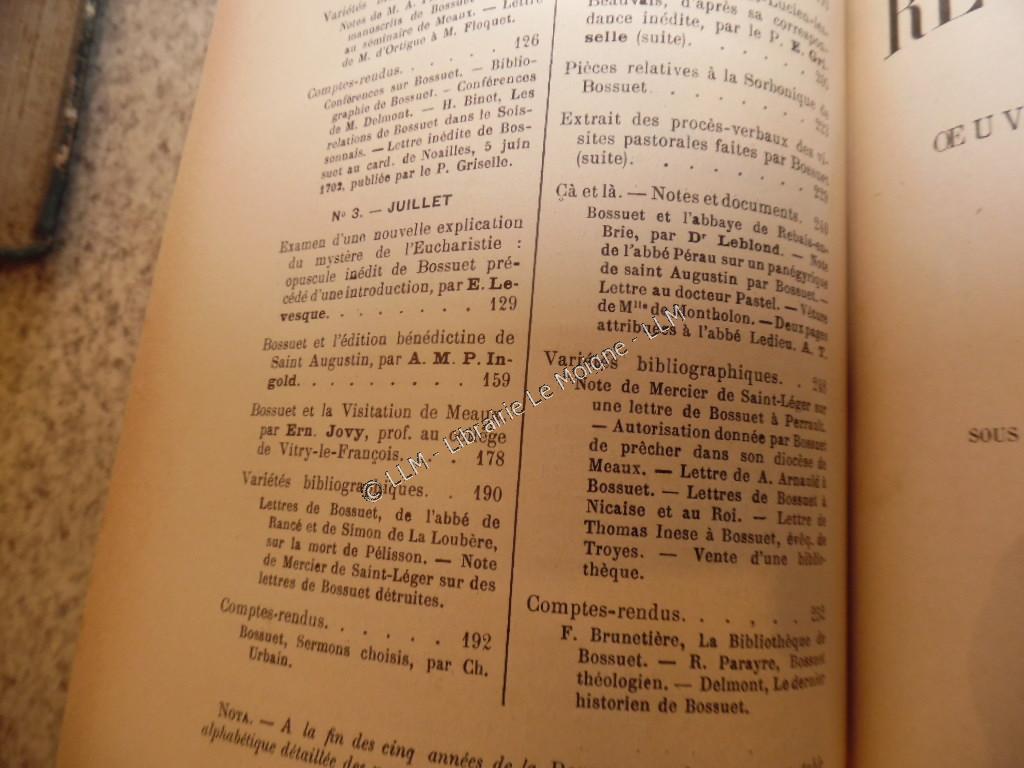 Variétés
Notes de M. A.
manuscrits de Bossuet
au séminaire de Meaux. — Lettre
de M. d'Ortigue à M. Floquet.
Comptes-rendus. . . . . . 126
Conférences sur Bossuet. — Biblio-
graphie de Bossuet. — Conférences
de M. Delmont. — H. Binet, Les
relations de Bossuet dans le Sois-
sonnais. — Lettre inédite de Bos-
suet au card. de Noailles, 5 juin
1702, publiée par le P. Griselle.
No 3. — JUILLET
Examen d'une nouvelle explication
du mystère de l'Eucharistie :
opuscule inédit de Bossuet pré-
cédé d'une introduction, par E. Le-
vesque. . . . . . . . 129
Bossuet et l'édition bénédictine de
Saint Augustin, par A. M. P. In-
gold. . . . . . . . . 159
Bossuet et la Visitation de Meaux,
par Ern. Jovy, prof. au collège
de Vitry-le-François. . . . 178
Variétés bibliographiques. . 190
Lettres de Bossuet, de l'abbé de
Rancé et de Simon de La Loubère,
sur la mort de Pélisson. — Note
de Mercier de Saint-Léger sur des
lettres de Bossuet détruites.
Comptes-rendus. . . . . . 192
Bossuet, Sermons choisis, par Ch.
Urbain.
Nota. — A la fin des cinq années de la
alphabétique détaillée des
Beauvais, d'après sa correspon-
dance inédite, par le P. E. Gri-
selle (suite). . . . . .
Pièces relatives à la Sorbonique de
Bossuet . . . . . . 223
Extrait des procès-verbaux des vi-
sites pastorales faites par Bossuet
(suite). . . . . . . 229
Çà et là. — Notes et documents. 240
Bossuet et l'abbaye de Rebais-en-
Brie, par Dr Leblond. — Note
de l'abbé Pérau sur un panégyrique
de saint Augustin par Bossuet. —
Lettre au docteur Pastel. — Vêture
de Mlle de Montholon. — Deux pages
attribuées à l'abbé Ledieu. A. T.
Variétés bibliographiques. . 248
Note de Mercier de Saint-Léger sur
une lettre de Bossuet à Perrault.
— Autorisation donnée par Bossuet
de prêcher dans son diocèse de
Meaux. — Lettre de A. Arnauld à
Bossuet. — Lettres de Bossuet à
Nicaise et au Roi. — Lettre de
Thomas Inese à Bossuet, évêq. de
Troyes. — Vente d'une biblio-
thèque.
Comptes-rendus. . . . , . .
F. Brunetière, La Bibliothèque de
Bossuet. — R. Parayre, Bossuet
théologien. — Delmont, Le dernier
historien de Bossuet.
ŒUV
SOUS
© LLM - Librairie Le Moigne - LLM